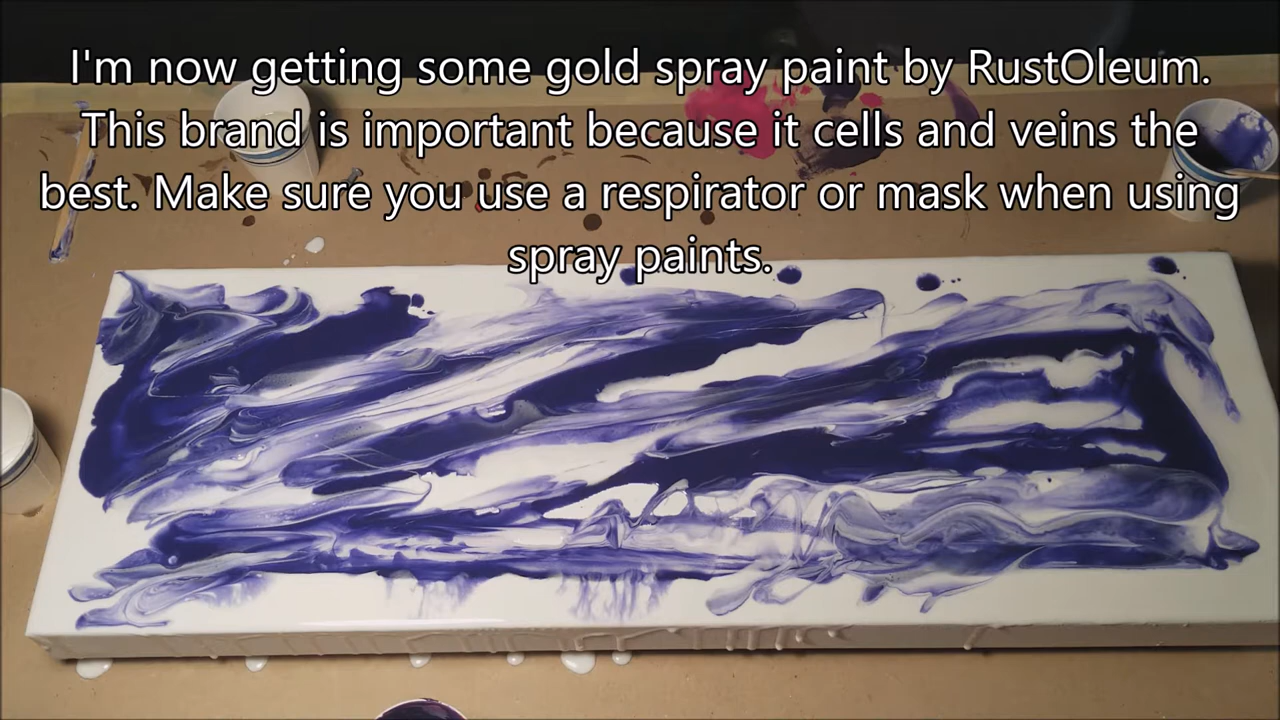 I'm now getting some gold spray paint by RustOleum.
This brand is important because it cells and veins the
best. Make sure you use a respirator or mask when using
spray paints.